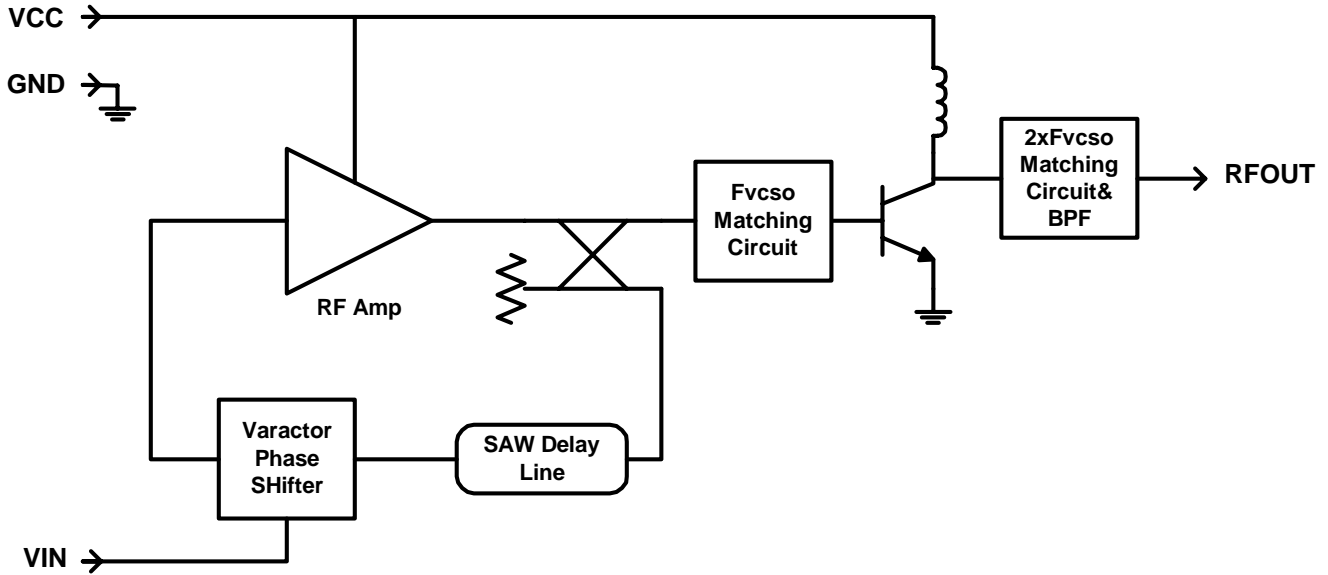 VCC
GND
2xFvcso
Matching
Circuit&
BPF
RFOUT
Fvcso
Matching
Circuit
RF Amp
Varactor
Phase
SHifter
SAW Delay
Line
VIN